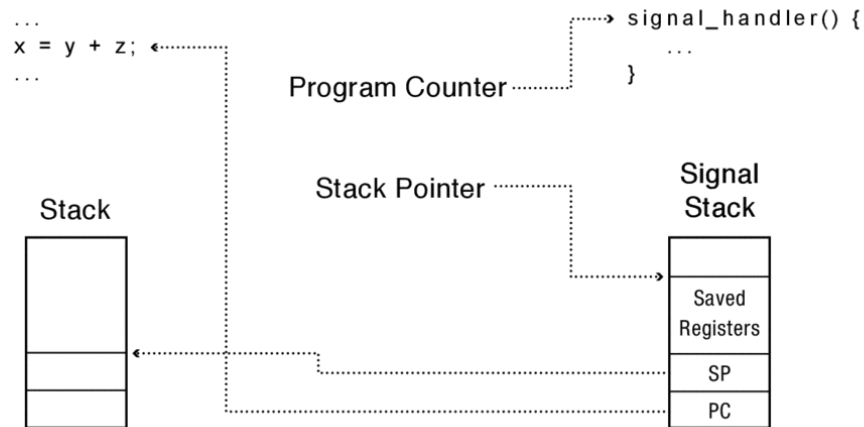 ...
x = y + z;
...
signal_handler() {
...
}
Program Counter
Stack Pointer
Stack
Signal
Stack
Saved
Registers
SP
PC